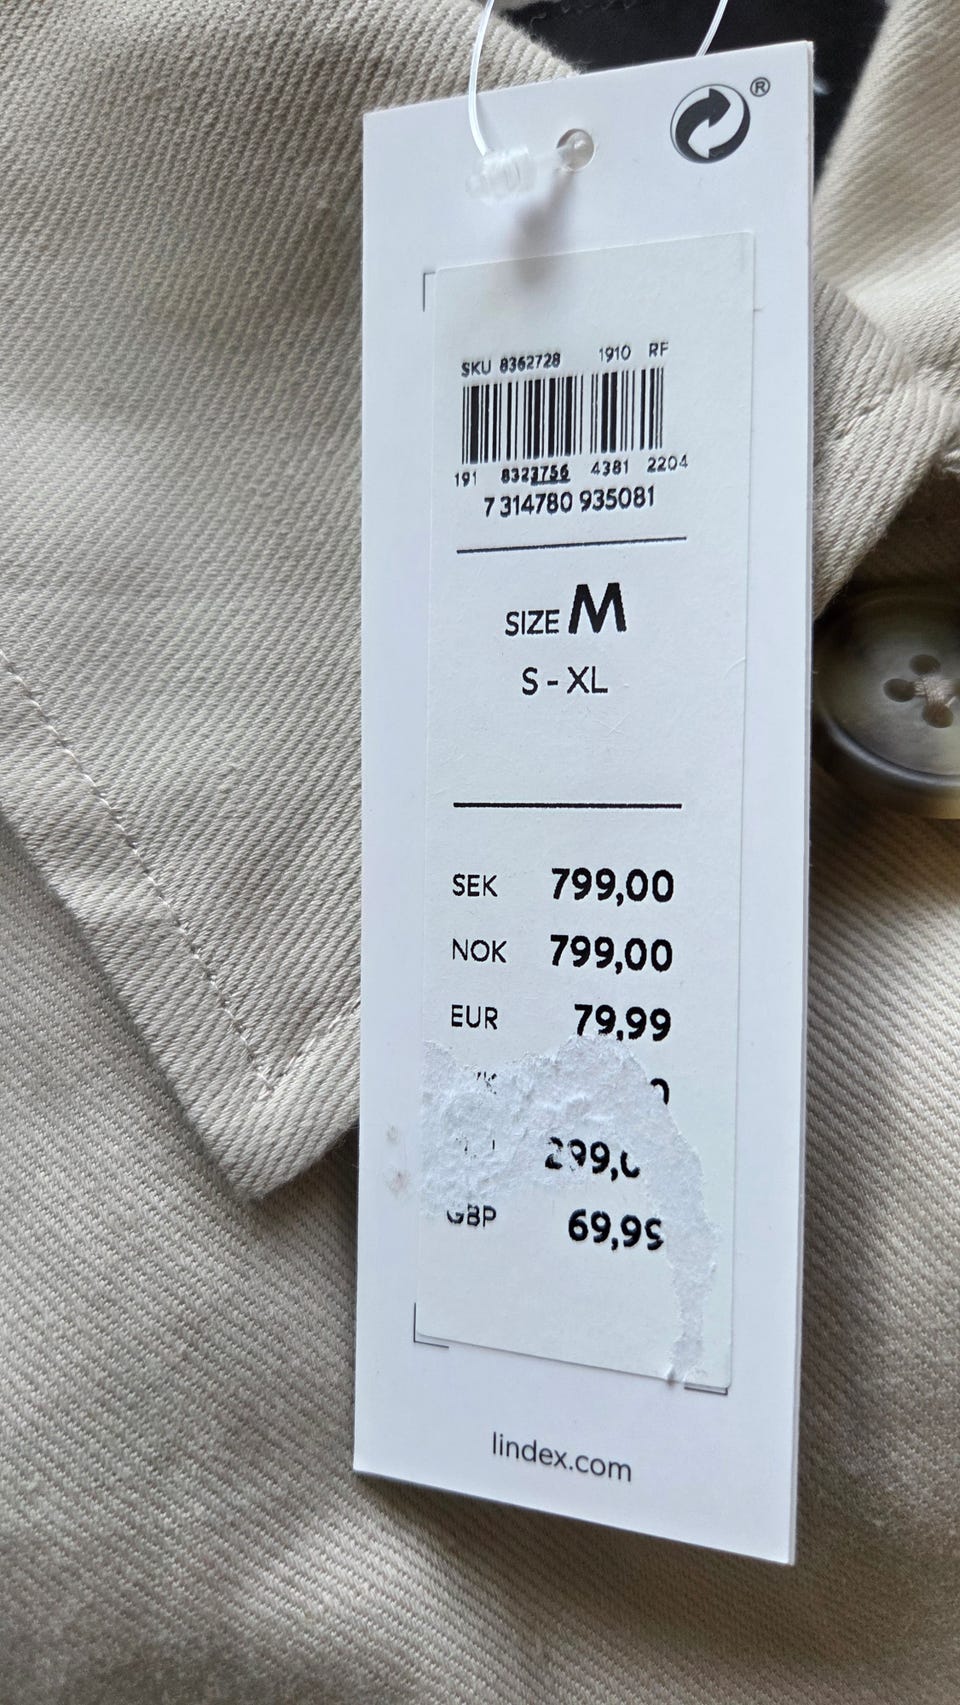 ®
SKU 8362728 1910 RF
191 8323756 4381 2204
7 314780 935081
SIZE M
S - XL
SEK 799,00
NOK 799,00
EUR 79,99
GBP 69,99
lindex.com